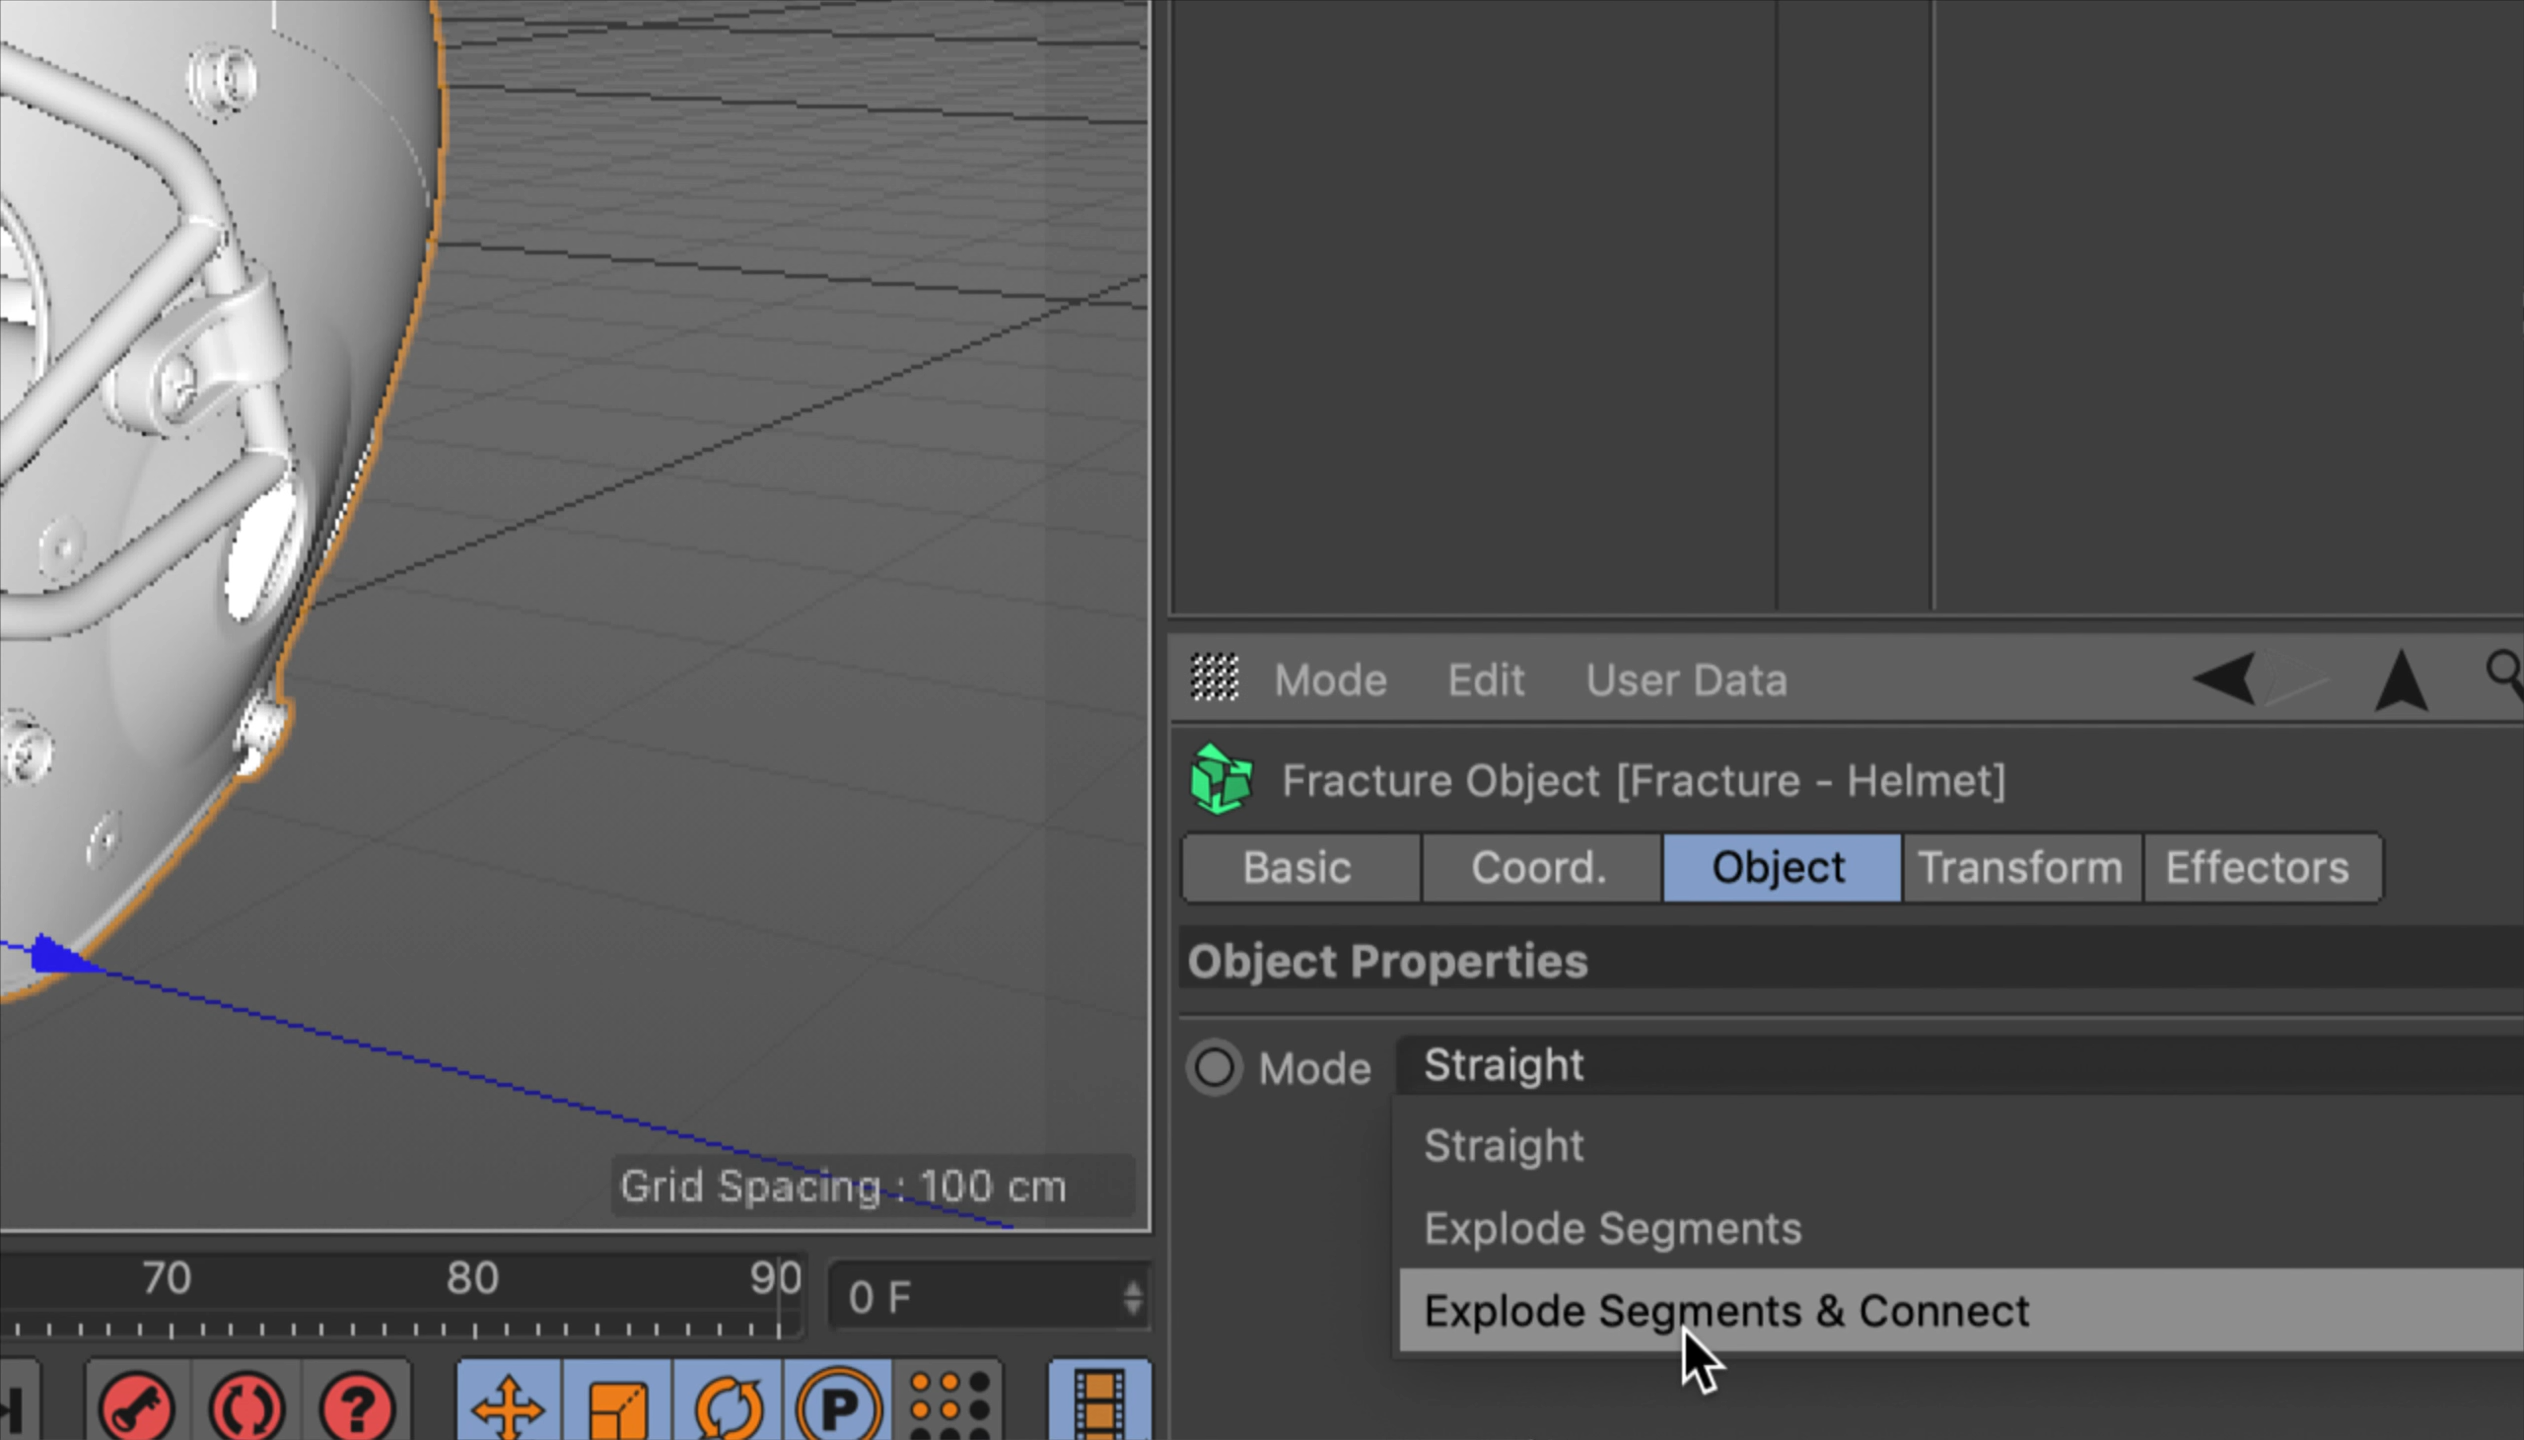 Mode Edit User Data
Fracture Object [Fracture - Helmet]
Basic Coord. Object Transform Effectors
Object Properties
Mode Straight
Straight
Explode Segments
Explode Segments & Connect
Grid Spacing : 100 cm
70 80 90 0 F
? P